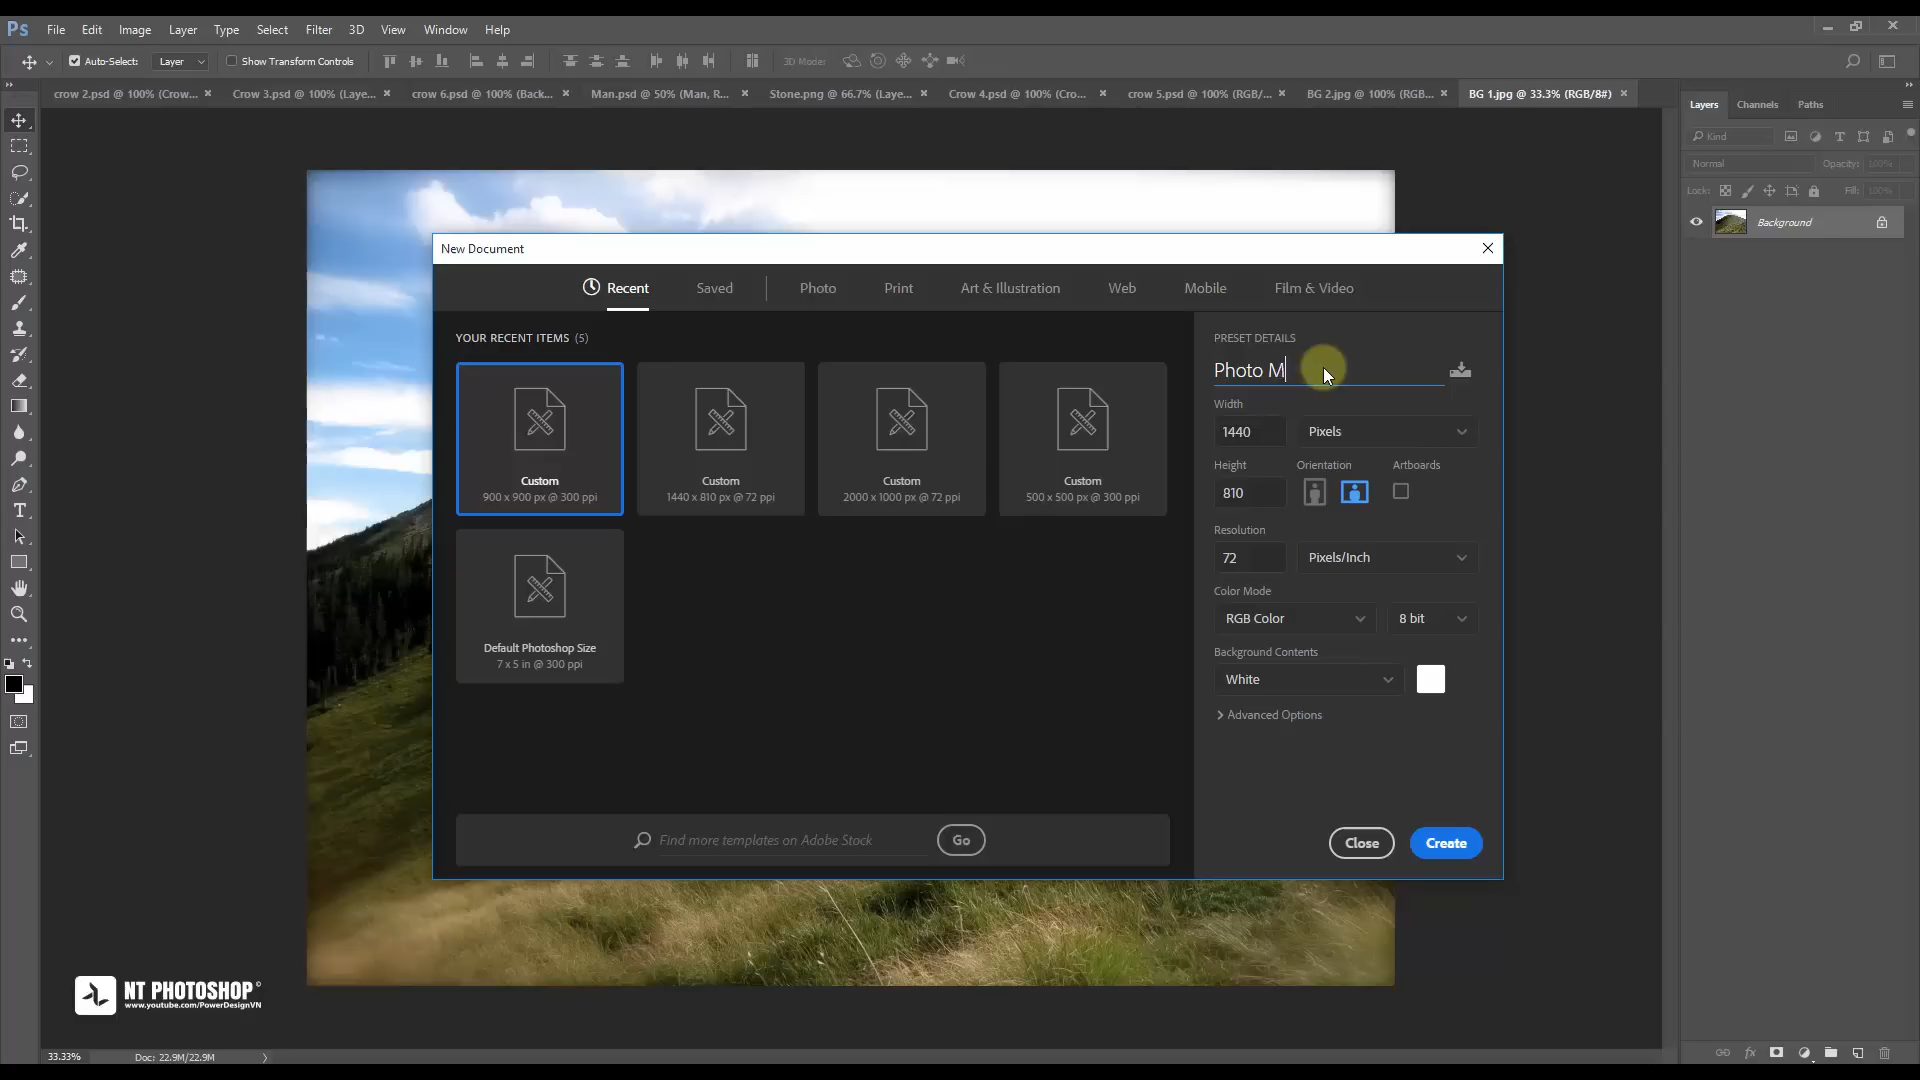 Ps File Edit Image Layer Type Select Filter 3D View Window Help
Auto-Select: Layer Show Transform Controls 3D Mode:
crow 2.psd @ 100% (Crow... × Crow 3.psd @ 100% (Laye... × crow 6.psd @ 100% (Back... × Man.psd @ 50% (Man, R... × Stone.png @ 66.7% (Laye... × Crow 4.psd @ 100% (Cro... × crow 5.psd @ 100% (RGB/... × BG 2.jpg @ 100% (RGB... × BG 1.jpg @ 33.3% (RGB/8#) ×
Layers Channels Paths
Kind
Normal Opacity: 100%
Lock: Fill: 100%
Background
New Document
Recent Saved Photo Print Art & Illustration Web Mobile Film & Video
YOUR RECENT ITEMS (5)
Custom
900 x 900 px @ 300 ppi
Custom
1440 x 810 px @ 72 ppi
Custom
2000 x 1000 px @ 72 ppi
Custom
500 x 500 px @ 300 ppi
Default Photoshop Size
7 x 5 in @ 300 ppi
Find more templates on Adobe Stock Go
PRESET DETAILS
Photo M
Width
1440 Pixels
Height Orientation Artboards
810
Resolution
72 Pixels/Inch
Color Mode
RGB Color 8 bit
Background Contents
White
Advanced Options
Close Create
NT PHOTOSHOP©
www.youtube.com/PowerDesignVN
33.33% Doc: 22.9M/22.9M